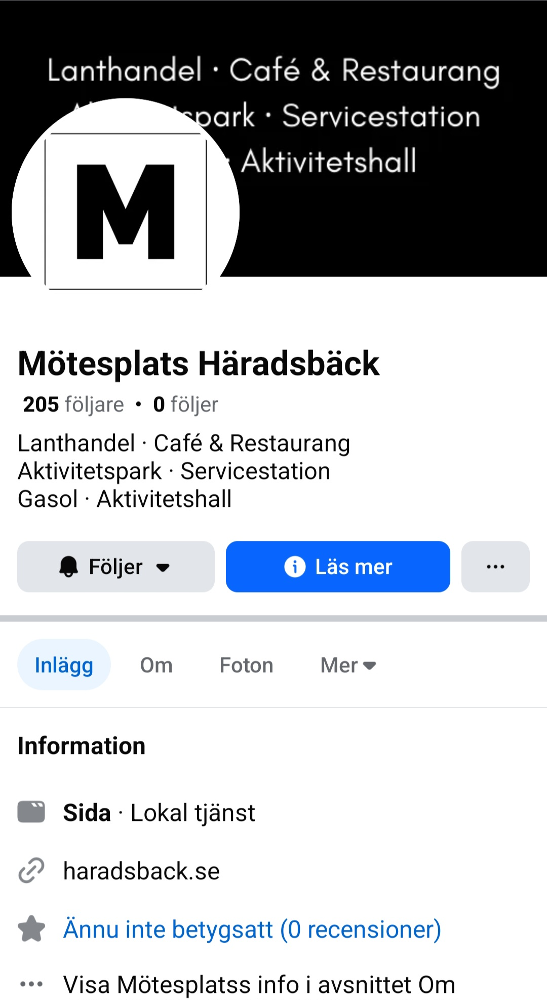 Lanthandel · Café & Restaurang
· Servicestation
· Aktivitetshall
M
Mötesplats Häradsbäck
205 följare • 0 följer
Lanthandel · Café & Restaurang
Aktivitetspark · Servicestation
Gasol · Aktivitetshall
Följer
Läs mer
Inlägg Om Foton Mer
Information
Sida · Lokal tjänst
haradsback.se
Ännu inte betygsatt (0 recensioner)
Visa Mötesplatss info i avsnittet Om